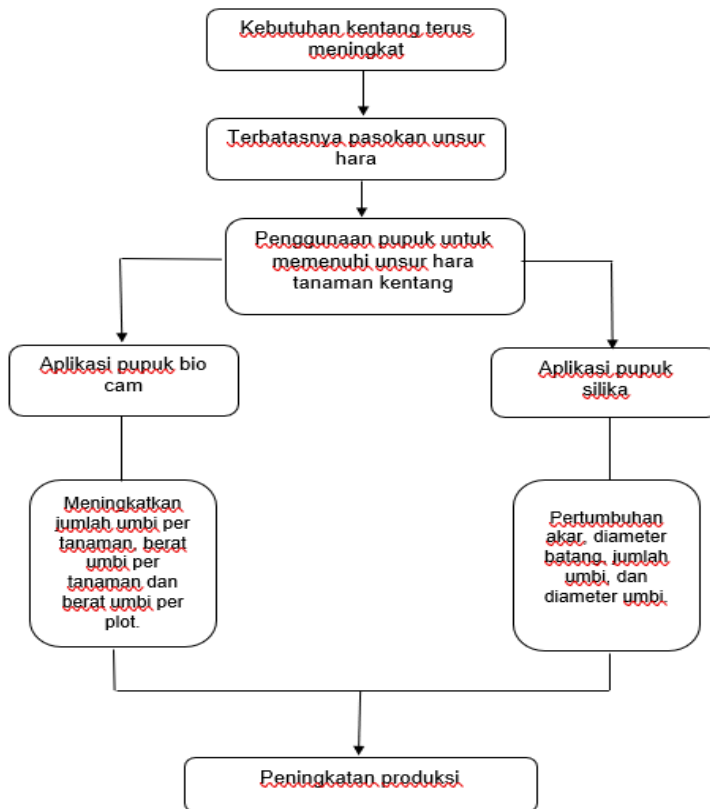 Kebutuhan kentang terus
meningkat
Terbatasnya pasokan unsur
hara
Penggunaan pupuk untuk
memenuhi unsur hara
tanaman kentang
Aplikasi pupuk bio
cam
Aplikasi pupuk
silika
Meningkatkan
jumlah umbi per
tanaman, berat
umbi per
tanaman dan
berat umbi per
plot.
Pertumbuhan
akar, diameter
batang, jumlah
umbi, dan
diameter umbi.
Peningkatan produksi